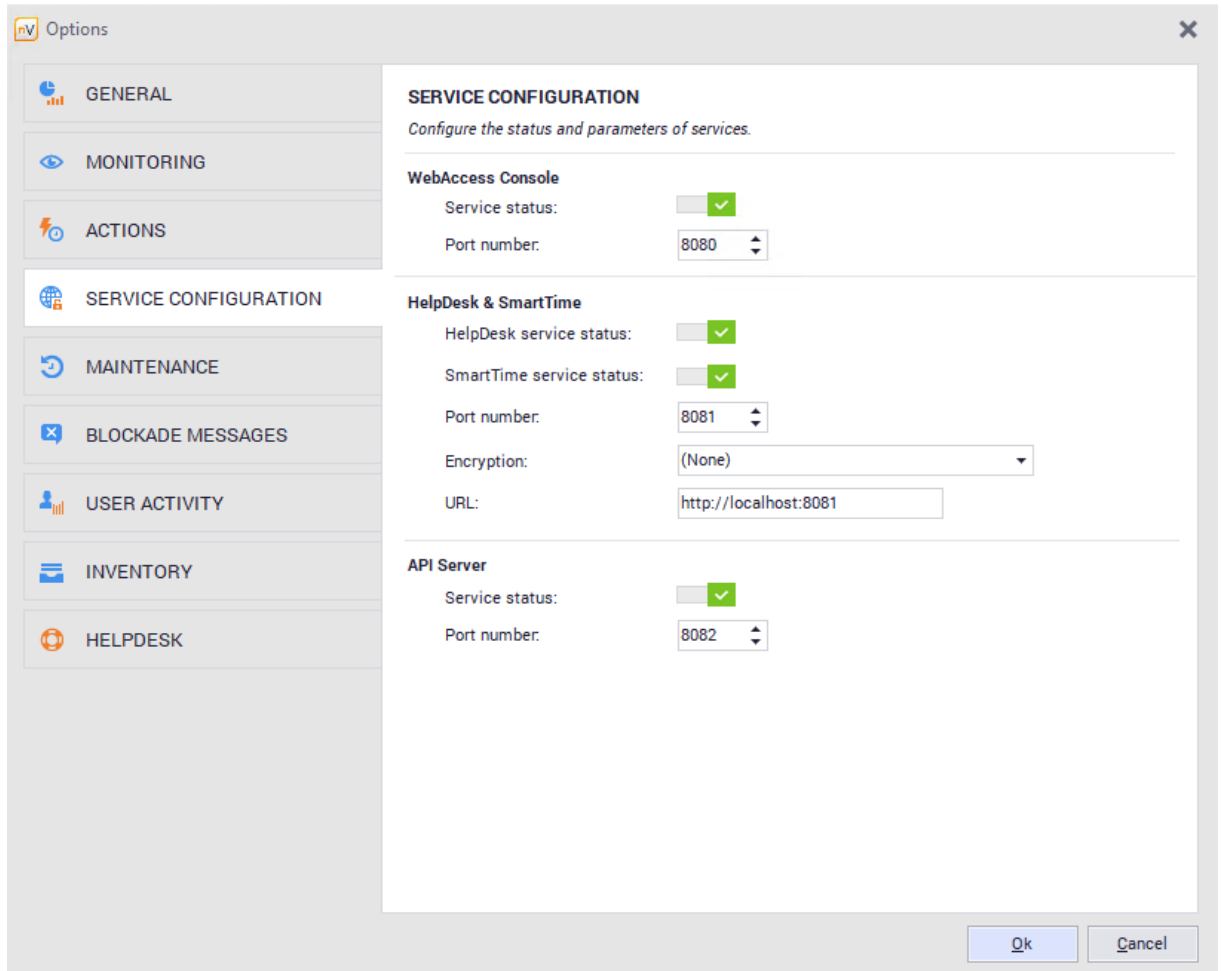 nV Options
GENERAL
MONITORING
ACTIONS
SERVICE CONFIGURATION
MAINTENANCE
BLOCKADE MESSAGES
USER ACTIVITY
INVENTORY
HELPDESK
SERVICE CONFIGURATION
Configure the status and parameters of services.
WebAccess Console
Service status:
Port number: 8080
HelpDesk & SmartTime
HelpDesk service status:
SmartTime service status:
Port number: 8081
Encryption: (None)
URL: http://localhost:8081
API Server
Service status:
Port number: 8082
Ok Cancel